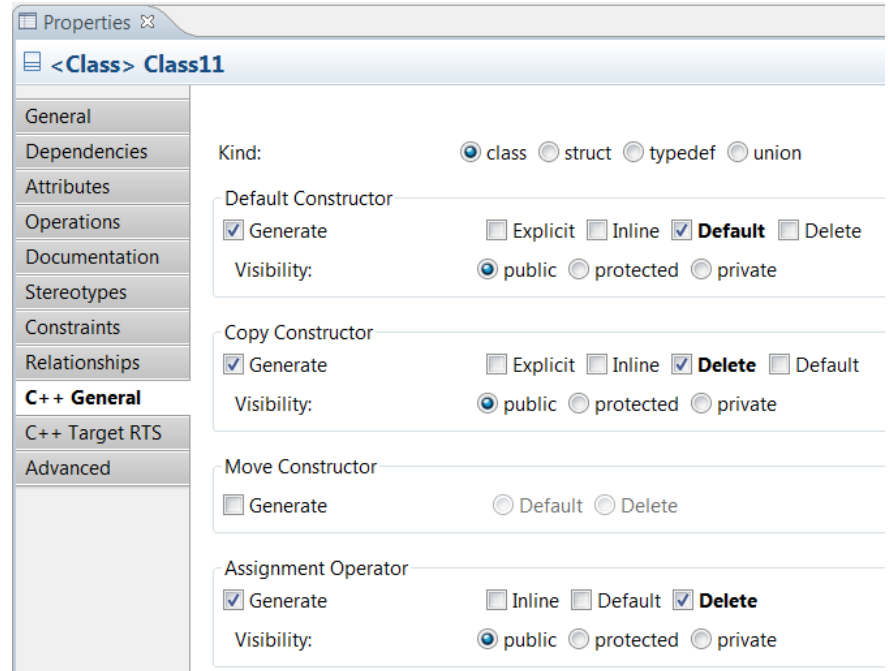 Properties
<Class> Class11
General
Dependencies
Attributes
Operations
Documentation
Stereotypes
Constraints
Relationships
C++ General
C++ Target RTS
Advanced
Kind: class struct typedef union
Default Constructor
Generate Explicit Inline Default Delete
Visibility: public protected private
Copy Constructor
Generate Explicit Inline Delete Default
Visibility: public protected private
Move Constructor
Generate Default Delete
Assignment Operator
Generate Inline Default Delete
Visibility: public protected private